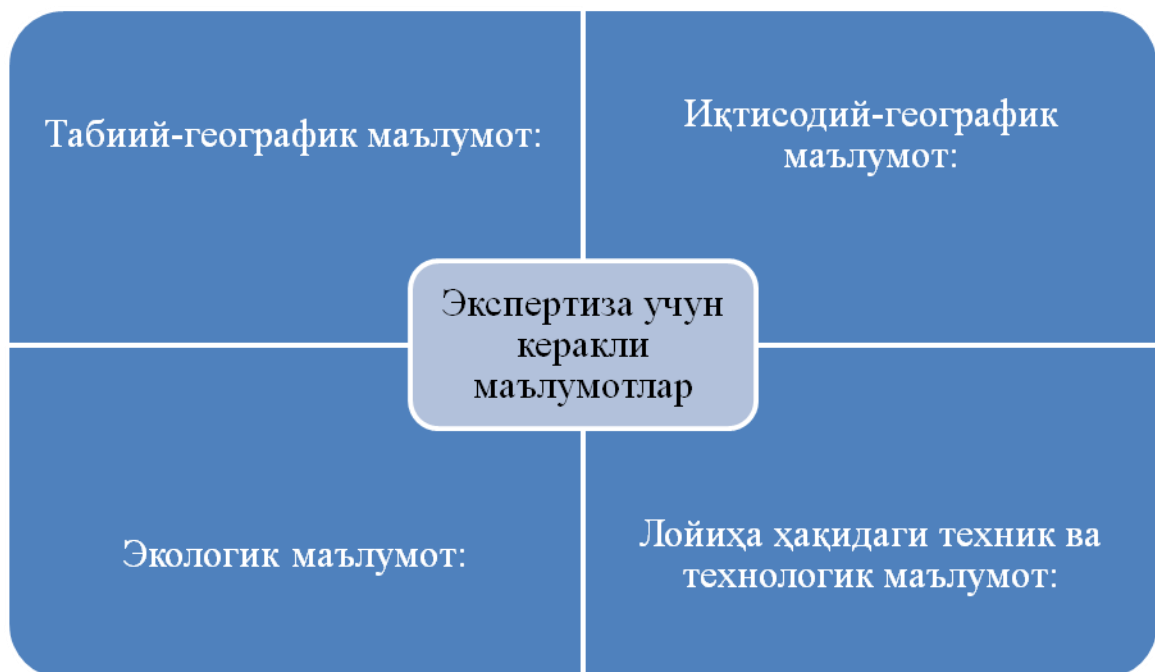 Табиий-географик маълумот:
Иқтисодий-географик
маълумот:
Экспертиза учун
керакли
маълумотлар
Экологик маълумот:
Лойиҳа ҳақидаги техник ва
технологик маълумот: